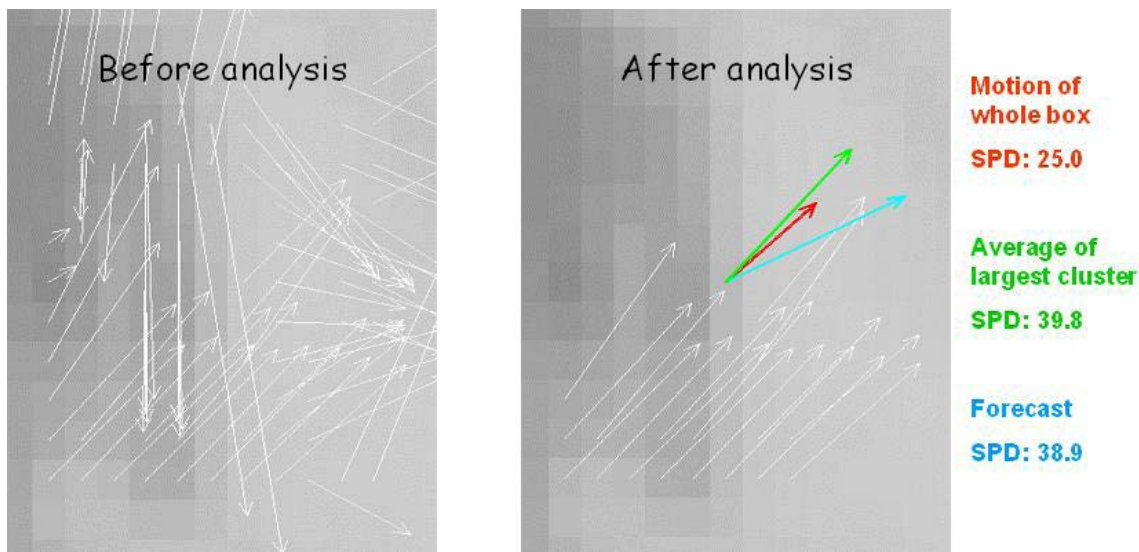 Before analysis
After analysis
Motion of
whole box
SPD: 25.0
Average of
largest cluster
SPD: 39.8
Forecast
SPD: 38.9